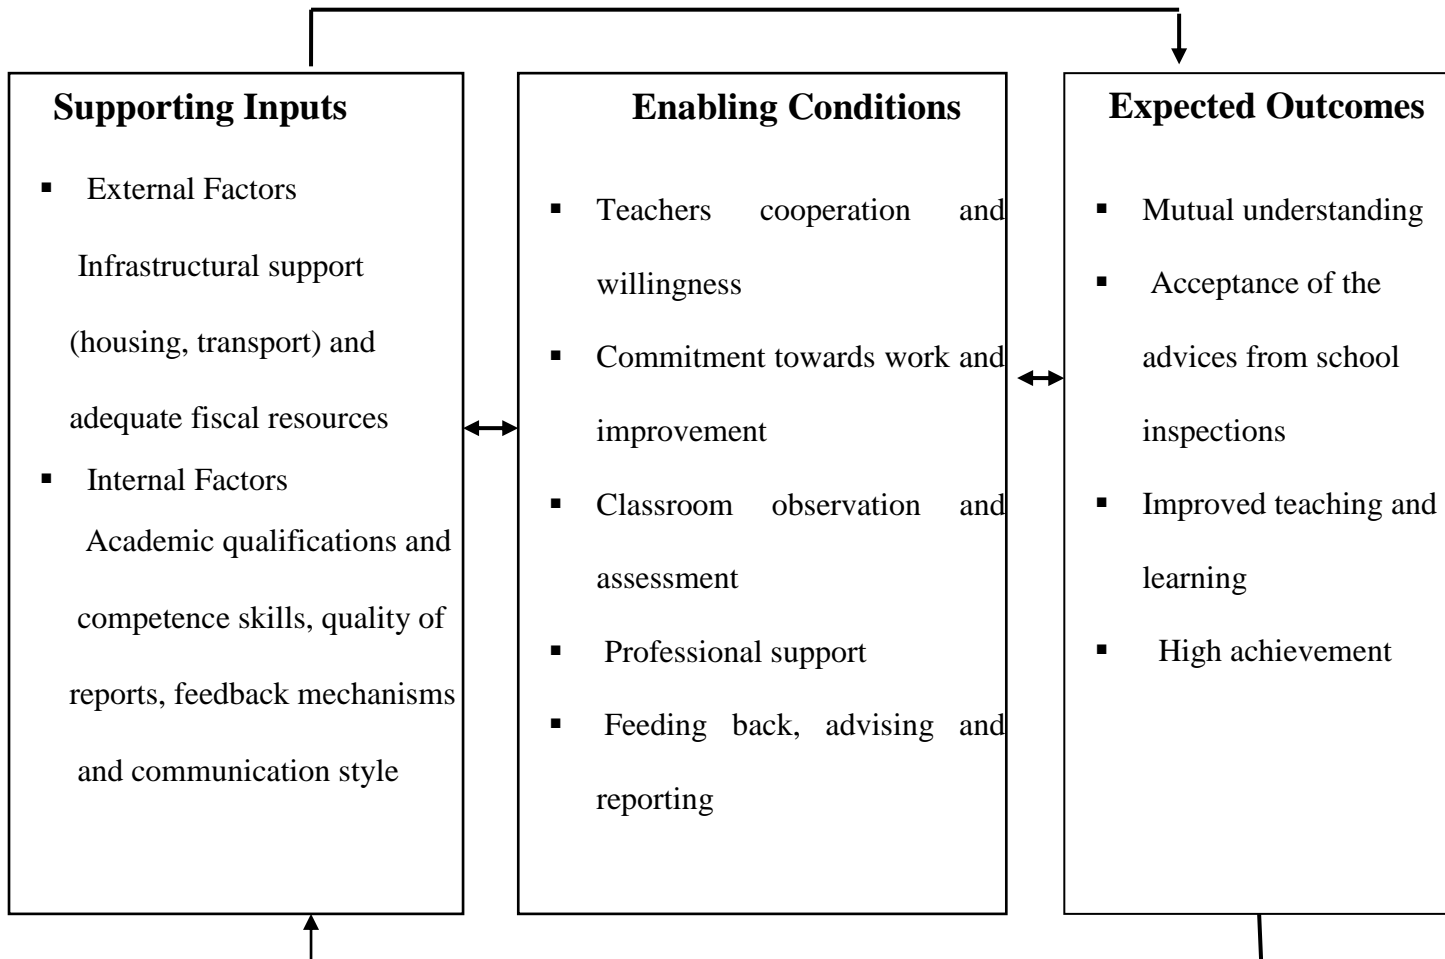 Supporting Inputs
▪ External Factors
Infrastructural support
(housing, transport) and
adequate fiscal resources
▪ Internal Factors
Academic qualifications and
competence skills, quality of
reports, feedback mechanisms
and communication style
Enabling Conditions
▪ Teachers cooperation and
willingness
▪ Commitment towards work and
improvement
▪ Classroom observation and
assessment
▪ Professional support
▪ Feeding back, advising and
reporting
Expected Outcomes
▪ Mutual understanding
▪ Acceptance of the
advices from school
inspections
▪ Improved teaching and
learning
▪ High achievement